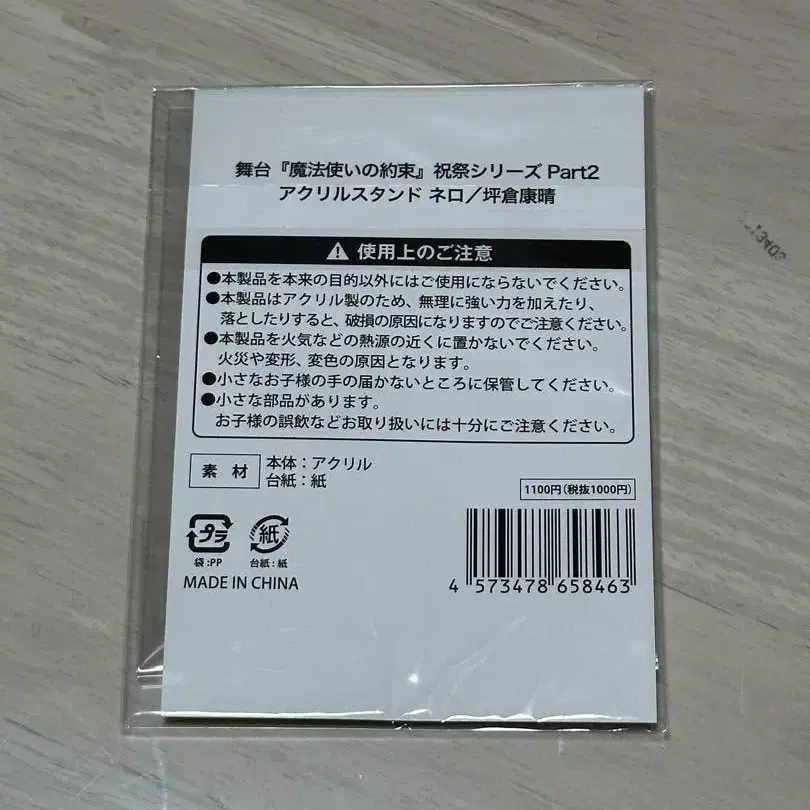 舞台『魔法使いの約束』祝祭シリーズ Part2
アクリルスタンド ネロ／坪倉康晴
使用上のご注意
●本製品を本来の目的以外にはご使用にならないでください。
●本製品はアクリル製のため、無理に強い力を加えたり、
落としたりすると、破損の原因になりますのでご注意ください。
●本製品を火気などの熱源の近くに置かないでください。
火災や変形、変色の原因となります。
●小さなお子様の手の届かないところに保管してください。
●小さな部品があります。
お子様の誤飲などお取り扱いには十分にご注意ください。
素材
本体：アクリル
台紙：紙
1100円(税抜1000円)
プラ
紙
袋:PP
台紙:紙
MADE IN CHINA
4 573478 658463